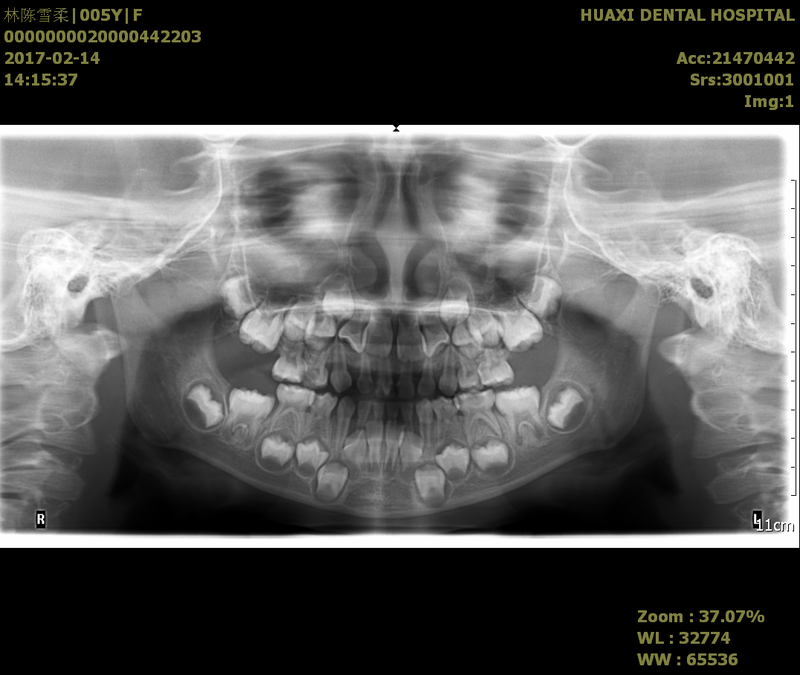 林陈雪柔|005Y|F
0000000020000442203
2017-02-14
14:15:37
HUAXI DENTAL HOSPITAL
Acc:21470442
Srs:3001001
Img:1
R
L
11cm
Zoom : 37.07%
WL : 32774
WW : 65536